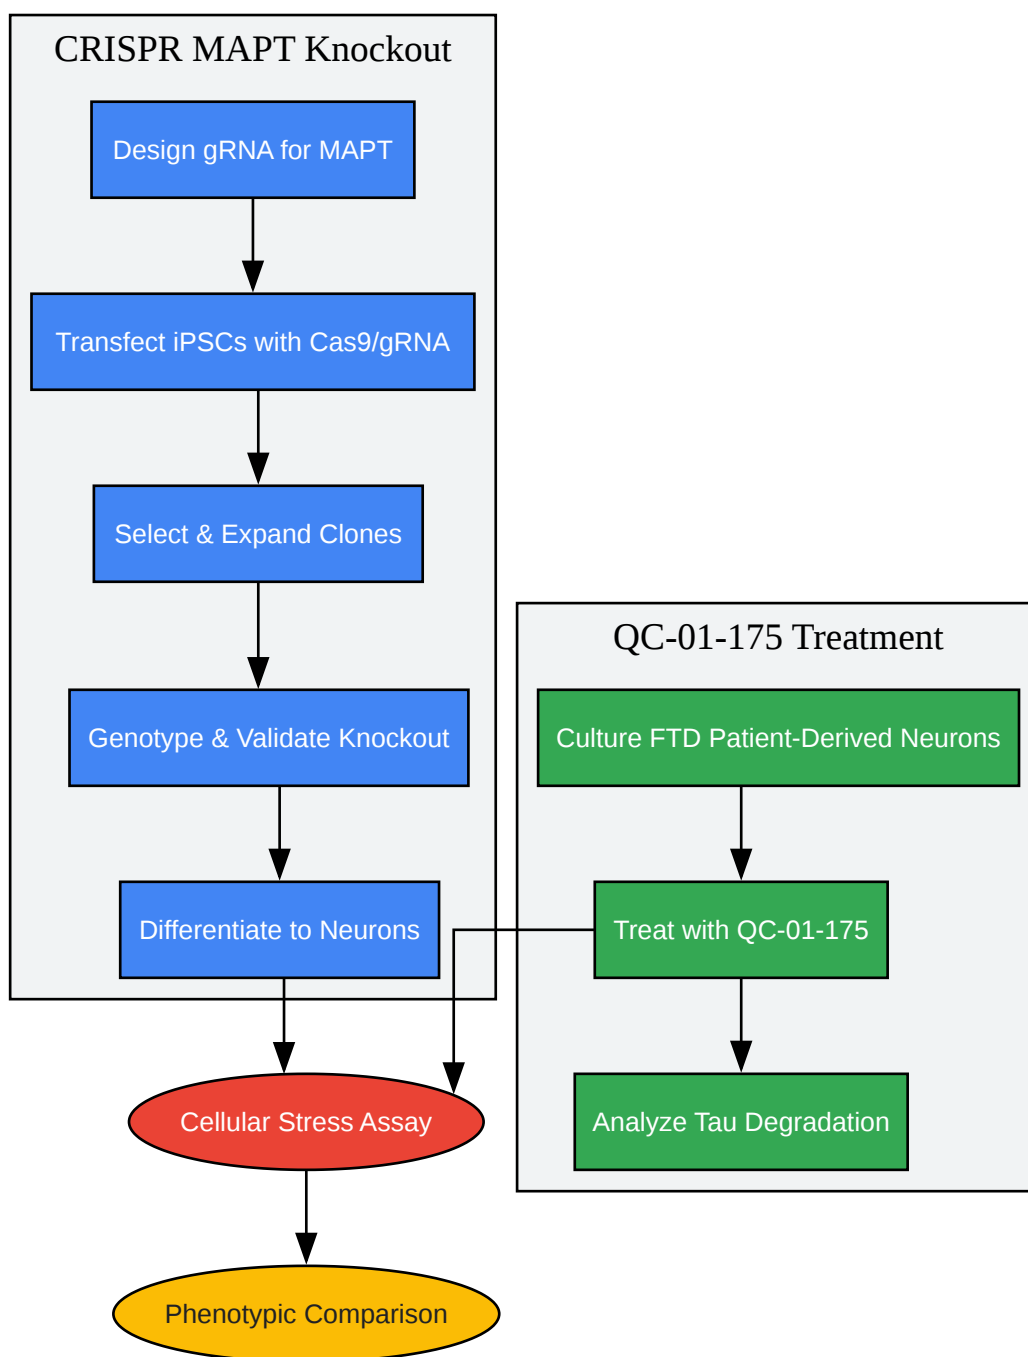 CRISPR MAPT Knockout
Design gRNA for MAPT
Transfect iPSCs with Cas9/gRNA
Select & Expand Clones
Genotype & Validate Knockout
Differentiate to Neurons
QC-01-175 Treatment
Culture FTD Patient-Derived Neurons
Treat with QC-01-175
Analyze Tau Degradation
Cellular Stress Assay
Phenotypic Comparison